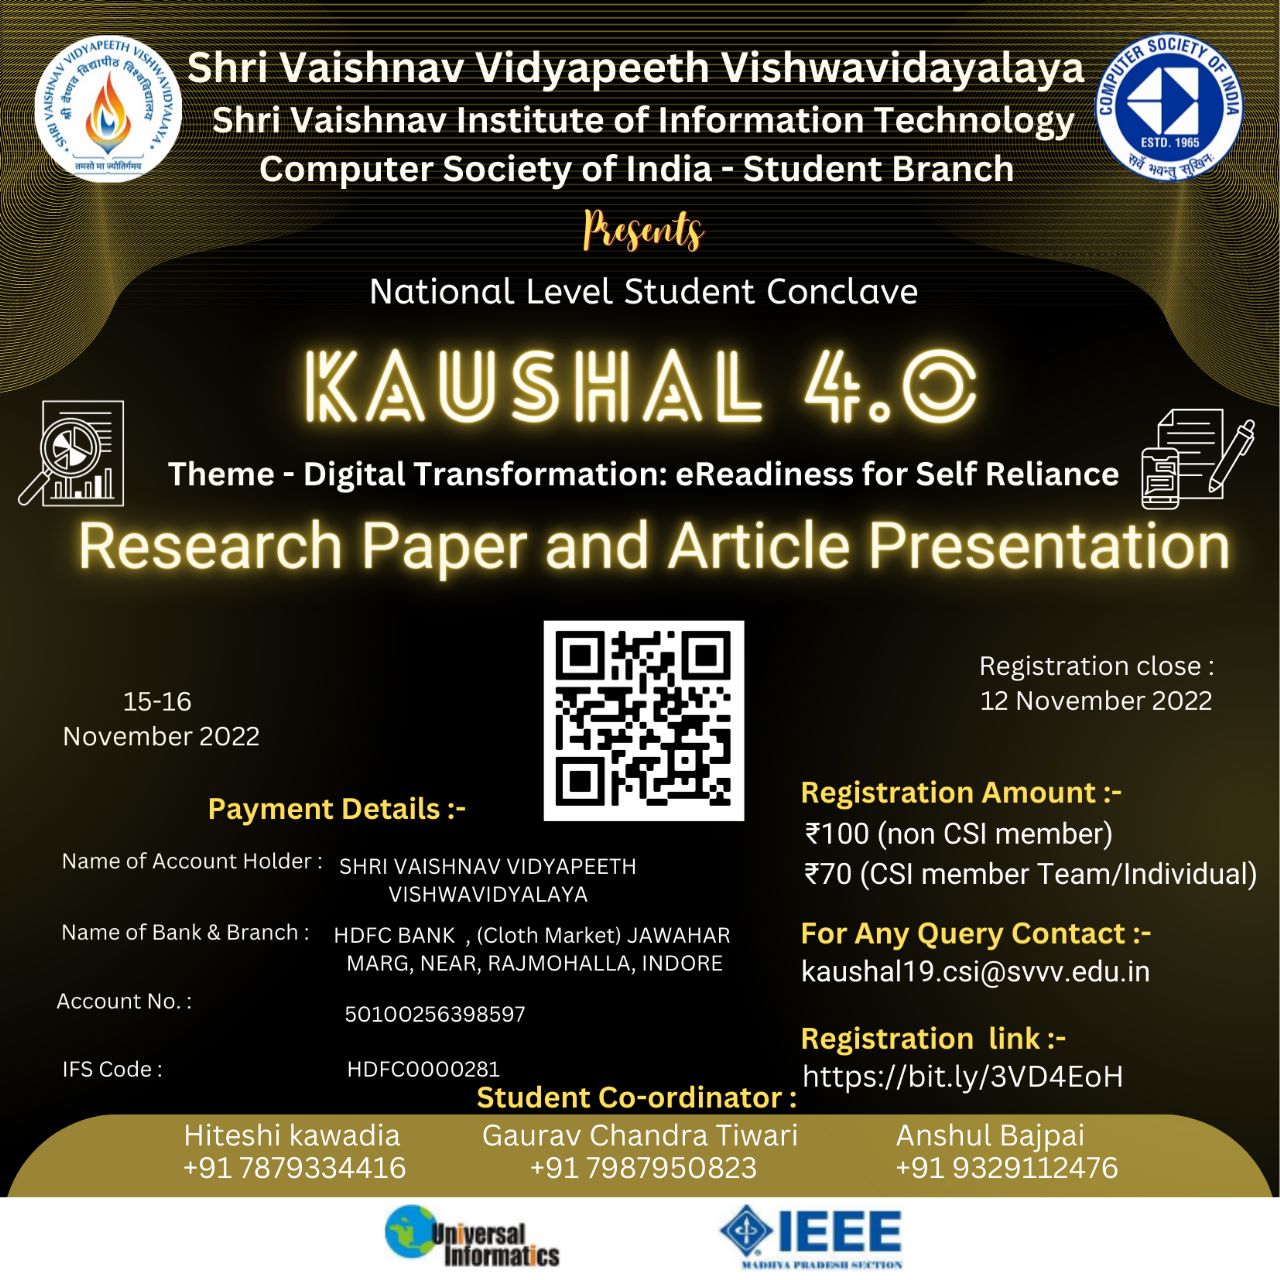 Shri Vaishnav Vidyapeeth Vishwavidayalaya
Shri Vaishnav Institute of Information Technology
Computer Society of India - Student Branch
SHRI VAISHNAV VIDYAPEETH VISHWAVIDYALAYA
श्री वैष्णव विद्यापीठ विश्वविद्यालय
तमसो मा ज्योतिर्गमय
COMPUTER SOCIETY OF INDIA
ESTD. 1965
सर्वे भवन्तु सुखिनः
Presents
National Level Student Conclave
KAUSHAL 4.0
Theme - Digital Transformation: eReadiness for Self Reliance
Research Paper and Article Presentation
15-16
November 2022
Registration close :
12 November 2022
Payment Details :-
Name of Account Holder : SHRI VAISHNAV VIDYAPEETH
VISHWAVIDYALAYA
Name of Bank & Branch : HDFC BANK , (Cloth Market) JAWAHAR
MARG, NEAR, RAJMOHALLA, INDORE
Account No. : 50100256398597
IFS Code : HDFC0000281
Registration Amount :-
₹100 (non CSI member)
₹70 (CSI member Team/Individual)
For Any Query Contact :-
kaushal19.csi@svvv.edu.in
Registration link :-
https://bit.ly/3VD4EoH
Student Co-ordinator :
Hiteshi kawadia
+91 7879334416
Gaurav Chandra Tiwari
+91 7987950823
Anshul Bajpai
+91 9329112476
Universal
Informatics
IEEE
MADHYA PRADESH SECTION